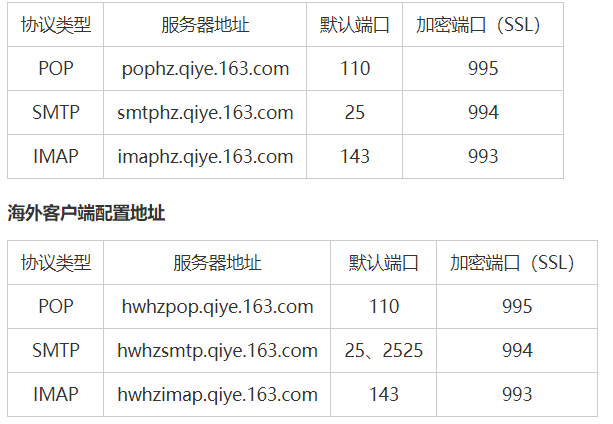 协议类型 服务器地址 默认端口 加密端口（SSL）
POP pophz.qiye.163.com 110 995
SMTP smtphz.qiye.163.com 25 994
IMAP imaphz.qiye.163.com 143 993
海外客户端配置地址
协议类型 服务器地址 默认端口 加密端口（SSL）
POP hwhzpop.qiye.163.com 110 995
SMTP hwhzsmtp.qiye.163.com 25、2525 994
IMAP hwhzimap.qiye.163.com 143 993